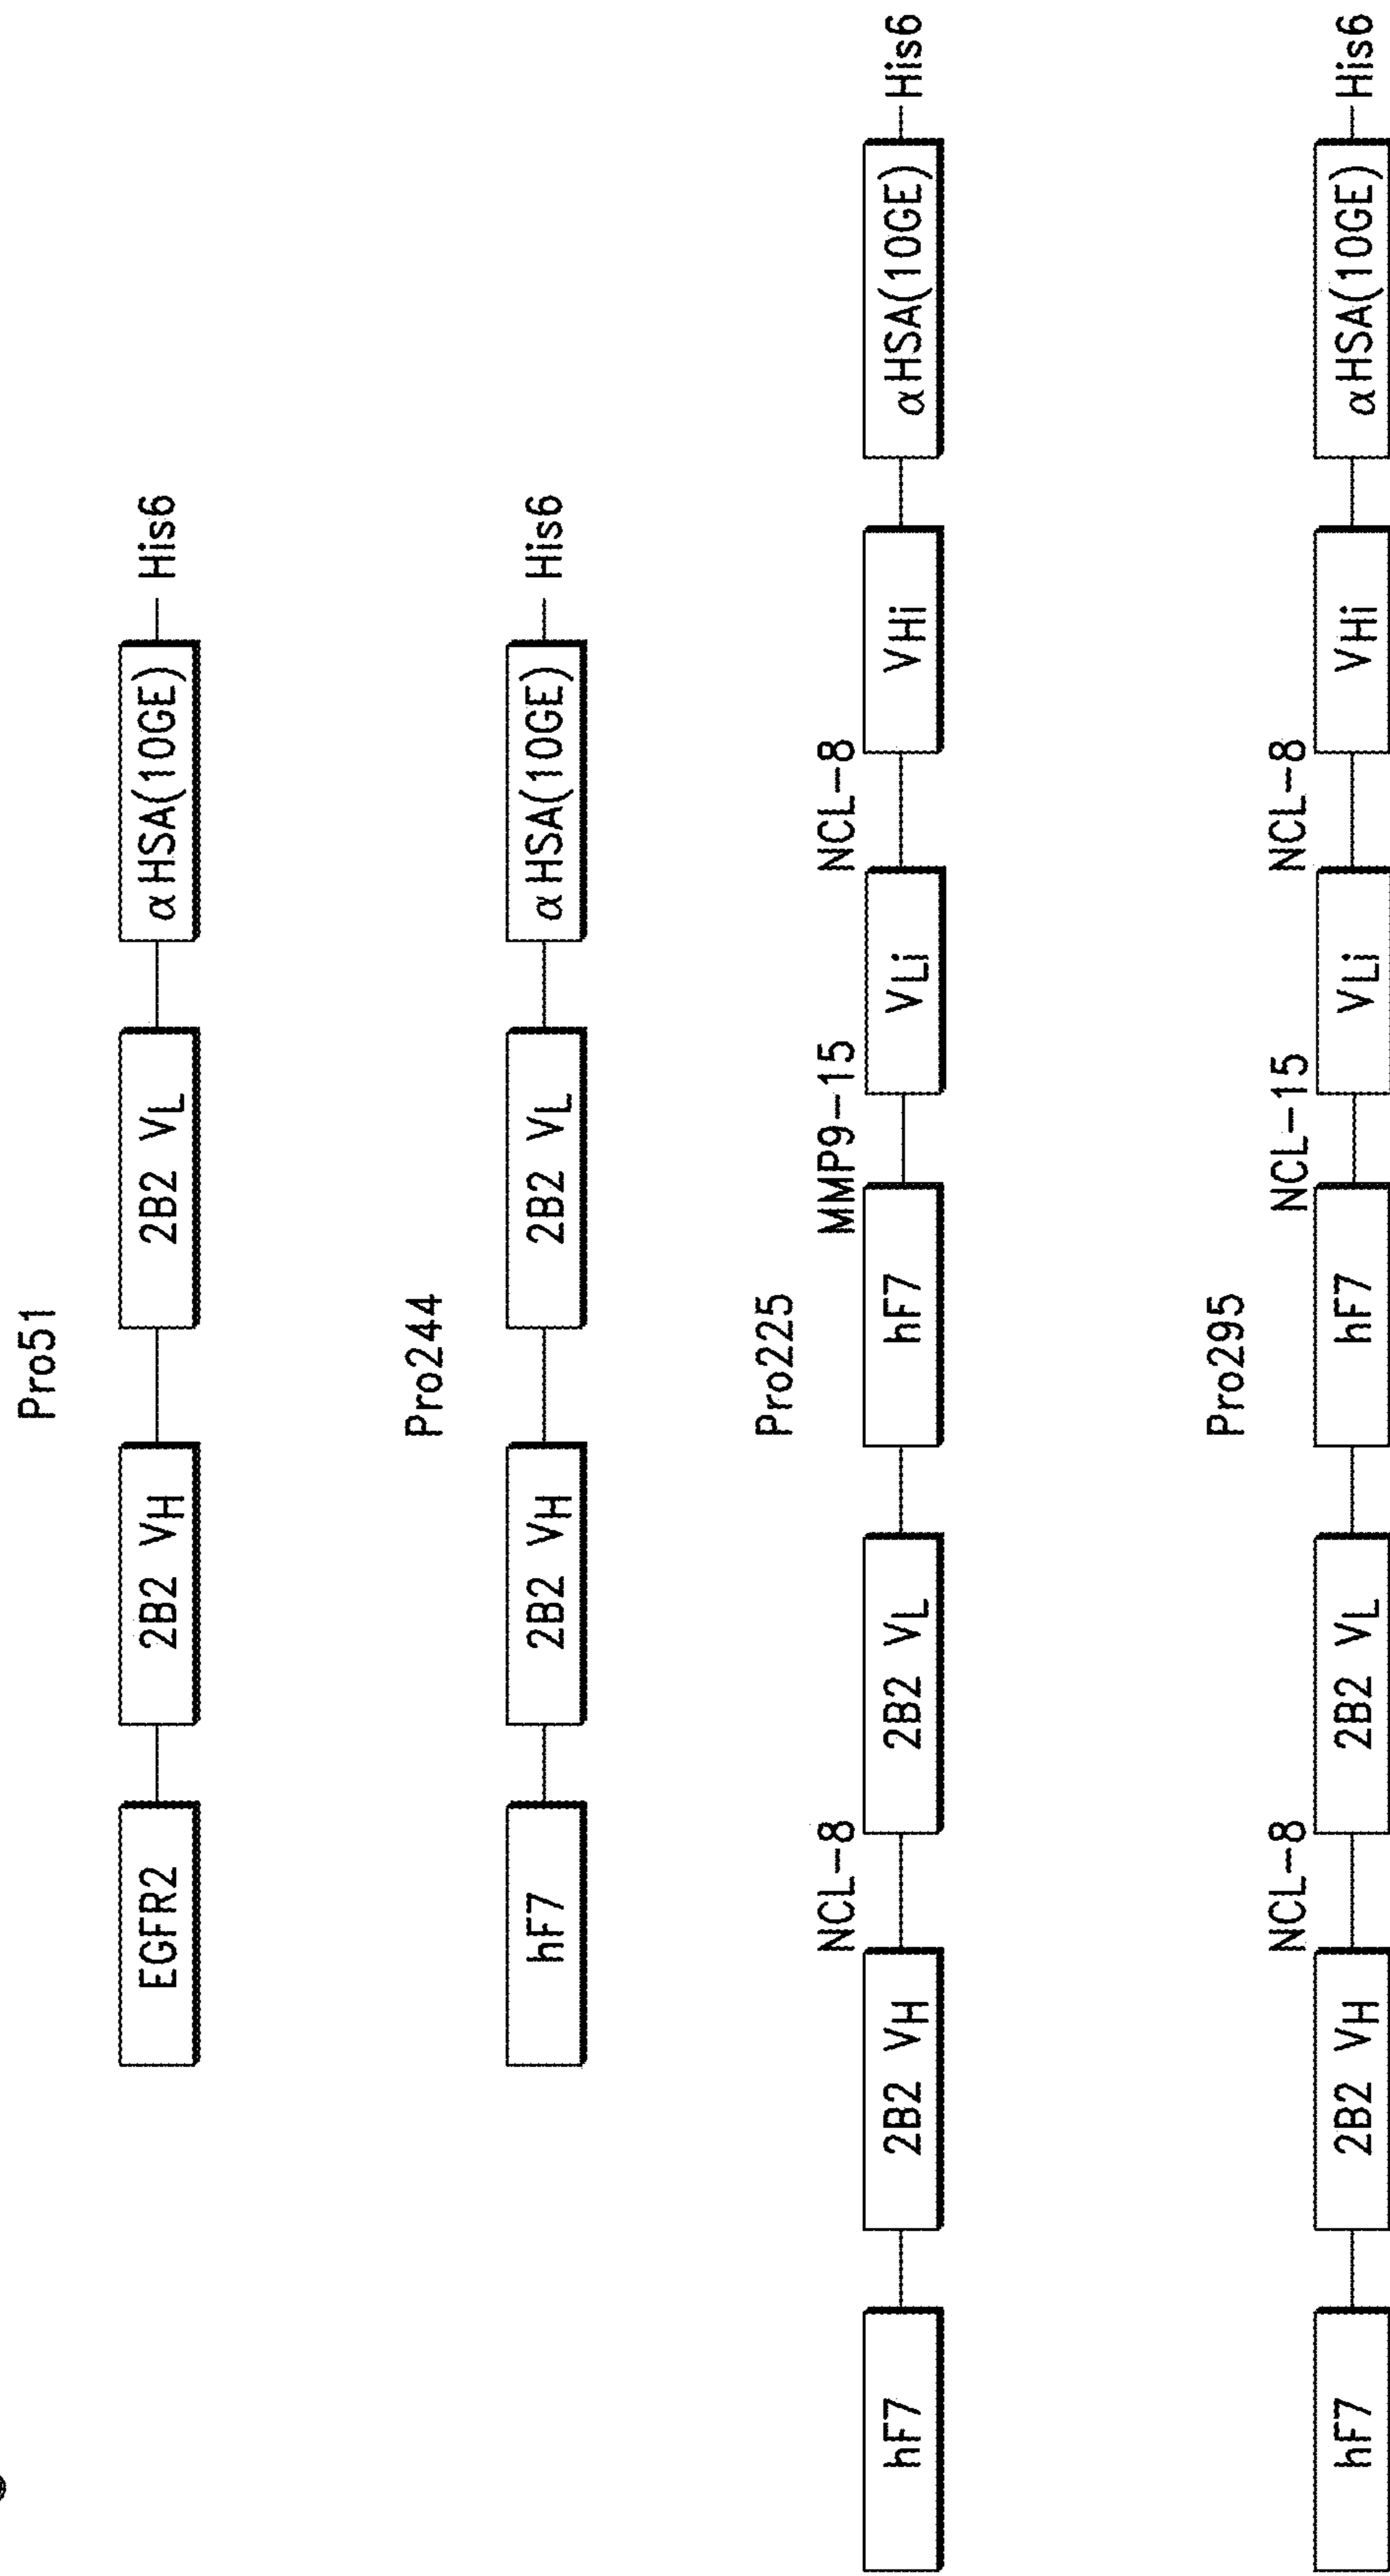 Pro51
EGFR2 2B2 VH 2B2 VL αHSA(10GE) His6
Pro244
hF7 2B2 VH 2B2 VL αHSA(10GE) His6
Pro225
NCL-8 MMP9-15 NCL-8
hF7 2B2 VH 2B2 VL hF7 VLi VHi αHSA(10GE) His6
Pro295
NCL-8 NCL-15 NCL-8
hF7 2B2 VH 2B2 VL hF7 VLi VHi αHSA(10GE) His6